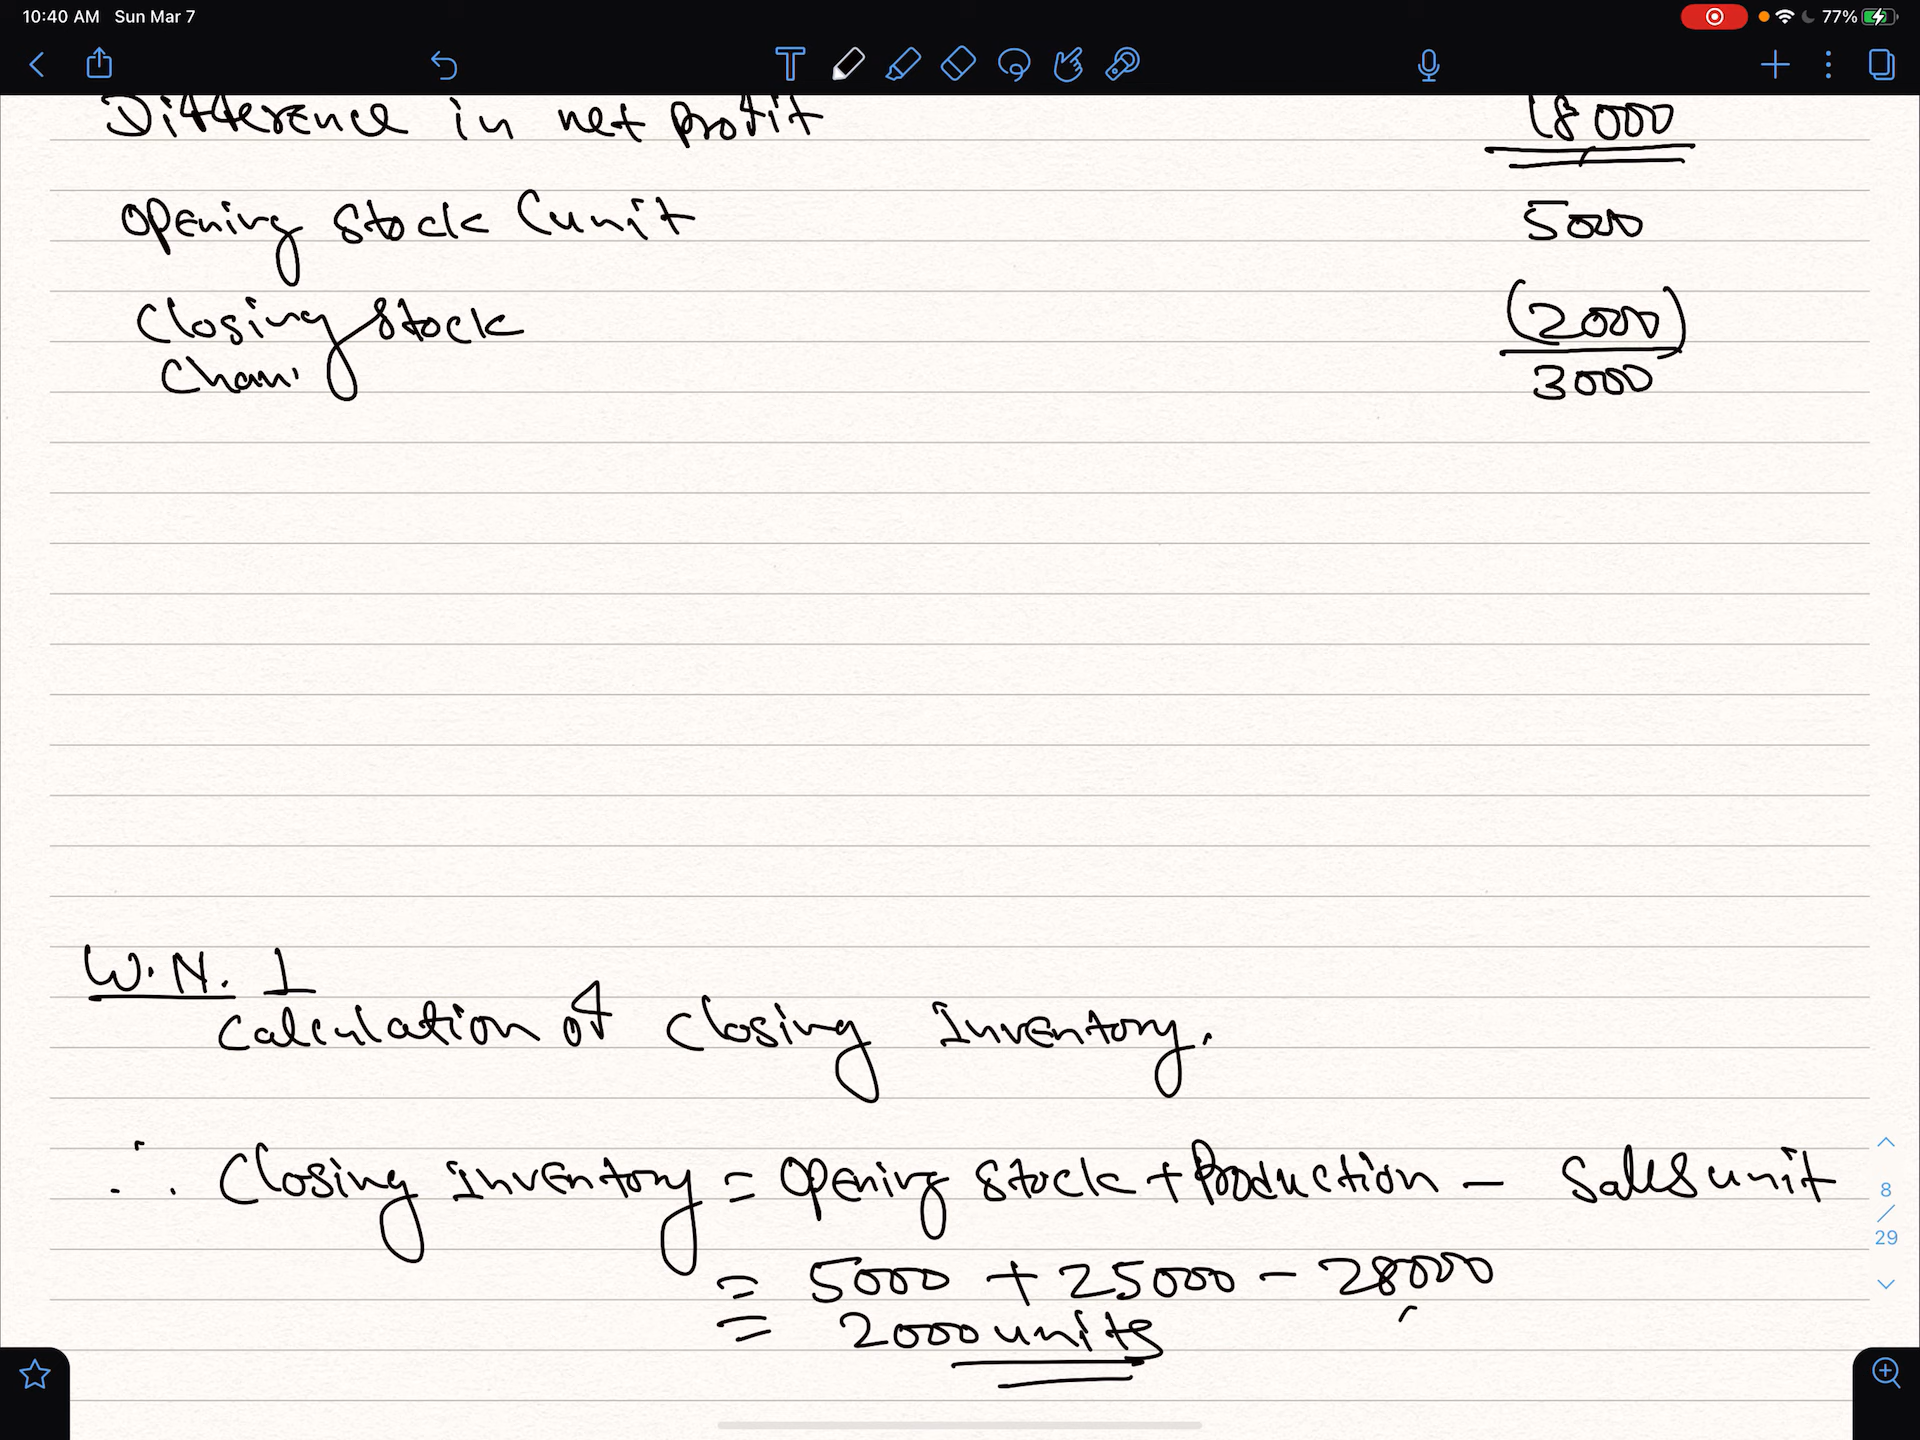 10:40 AM Sun Mar 7 77%
Difference in net profit 18000
Opening Stock (unit 5000
Closing Stock (2000)
Chan 3000
W.N. 1
Calculation of Closing Inventory.
∴ Closing Inventory = Opening Stock + Production - Sales unit
= 5000 + 25000 - 28000
= 2000 units
8
/
29